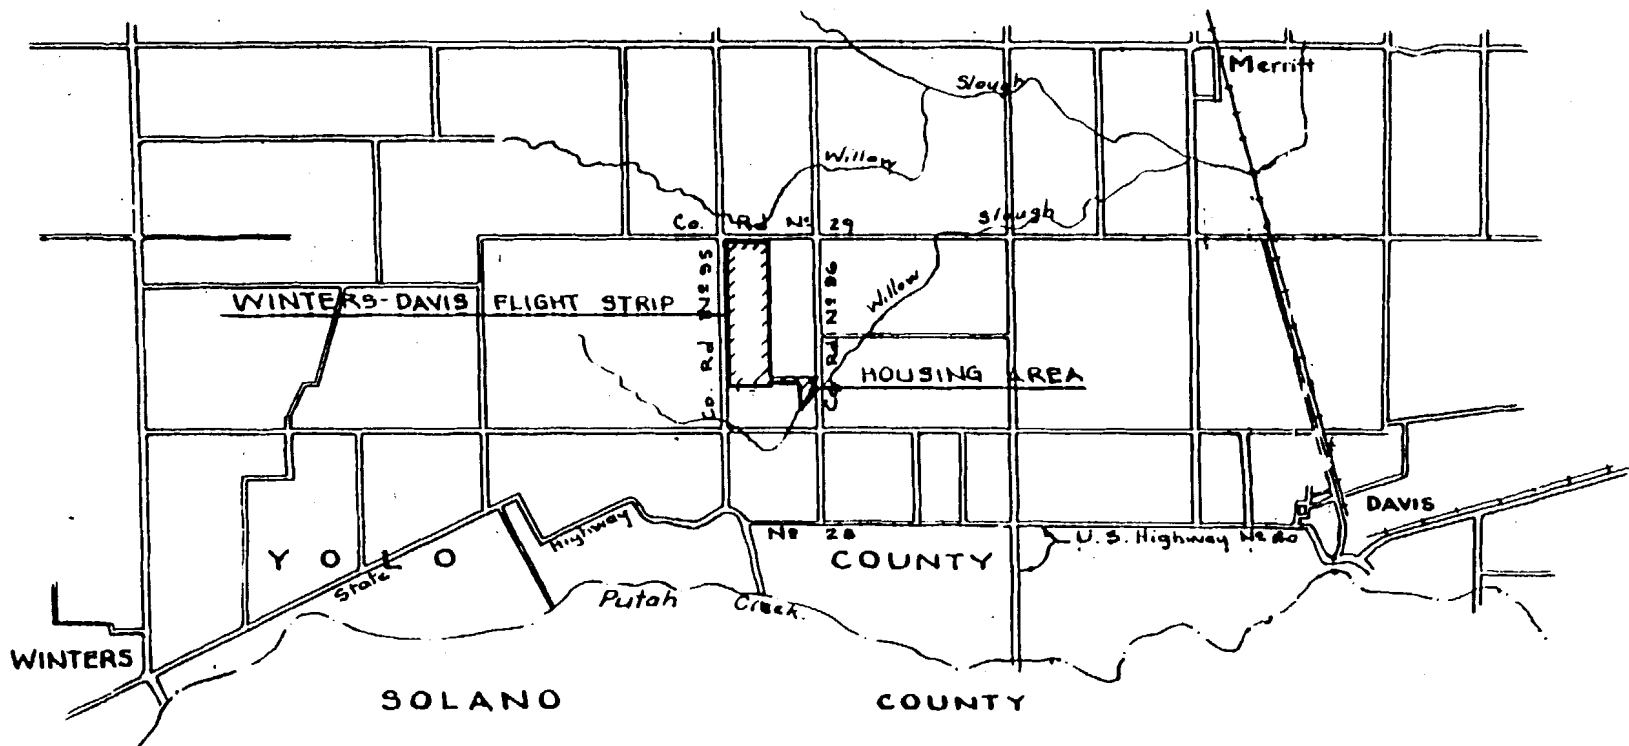 Merritt
Slough
Willow
Co. Rd Nº 29
Slough
Co Rd Nº 95
Co Rd Nº 96
Willow
WINTERS-DAVIS FLIGHT STRIP
HOUSING AREA
DAVIS
State Highway Nº 28
U.S. Highway Nº 40
YOLO COUNTY
Putah Creek
WINTERS
SOLANO COUNTY